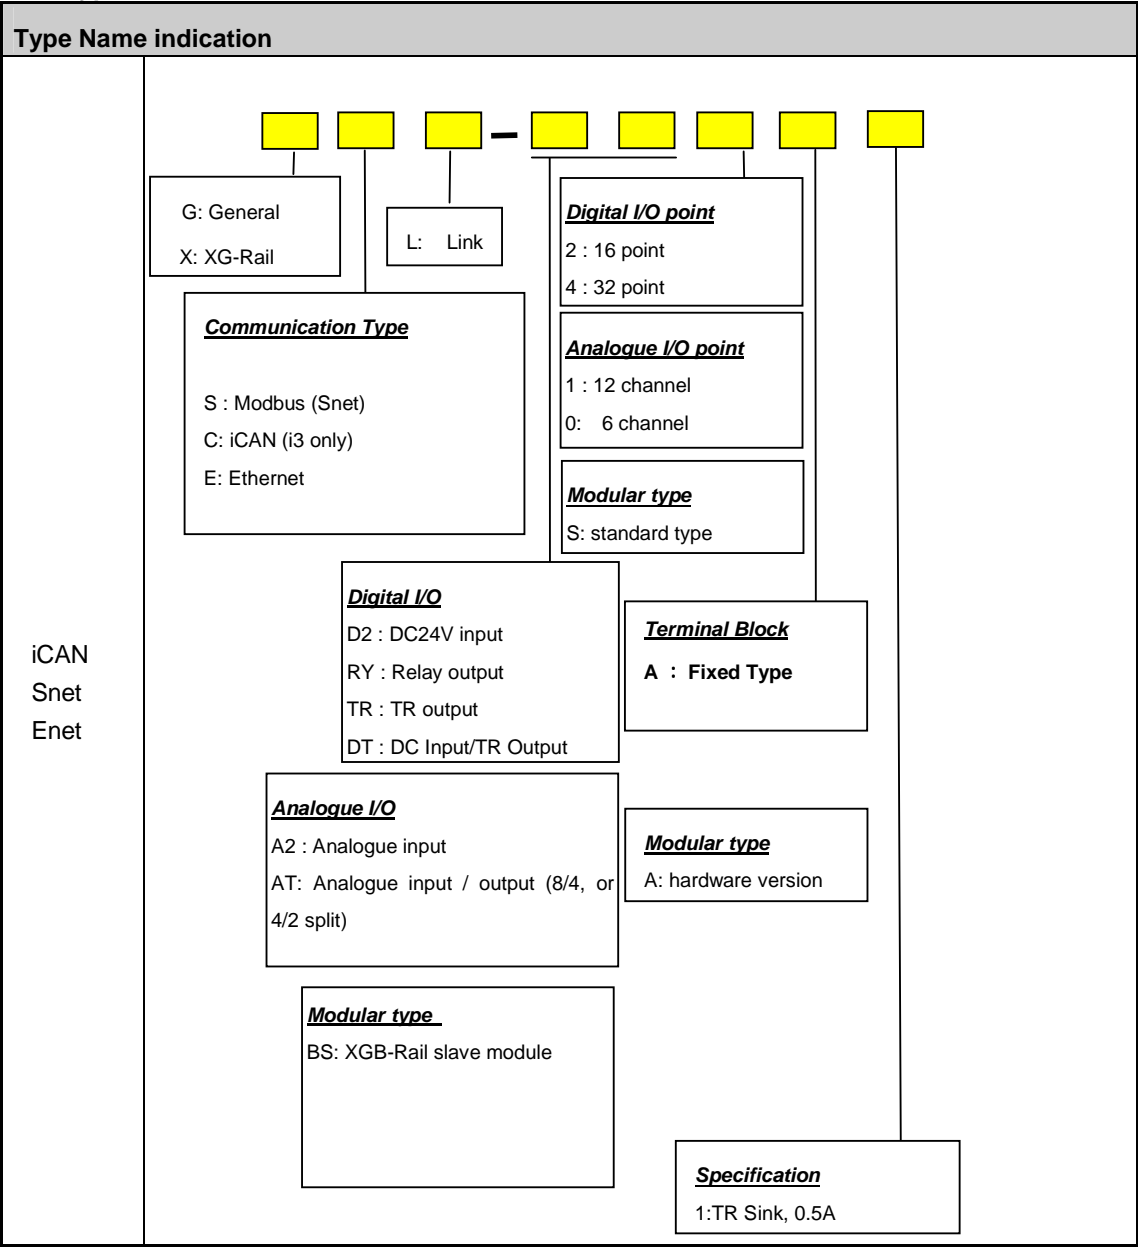 Type Name indication
G: General
X: XG-Rail
L: Link
Digital I/O point
2 : 16 point
4 : 32 point
Communication Type
S : Modbus (Snet)
C: iCAN (i3 only)
E: Ethernet
Analogue I/O point
1 : 12 channel
0: 6 channel
Modular type
S: standard type
Digital I/O
D2 : DC24V input
RY : Relay output
TR : TR output
DT : DC Input/TR Output
Terminal Block
A : Fixed Type
iCAN
Snet
Enet
Analogue I/O
A2 : Analogue input
AT: Analogue input / output (8/4, or
4/2 split)
Modular type
A: hardware version
Modular type
BS: XGB-Rail slave module
Specification
1:TR Sink, 0.5A